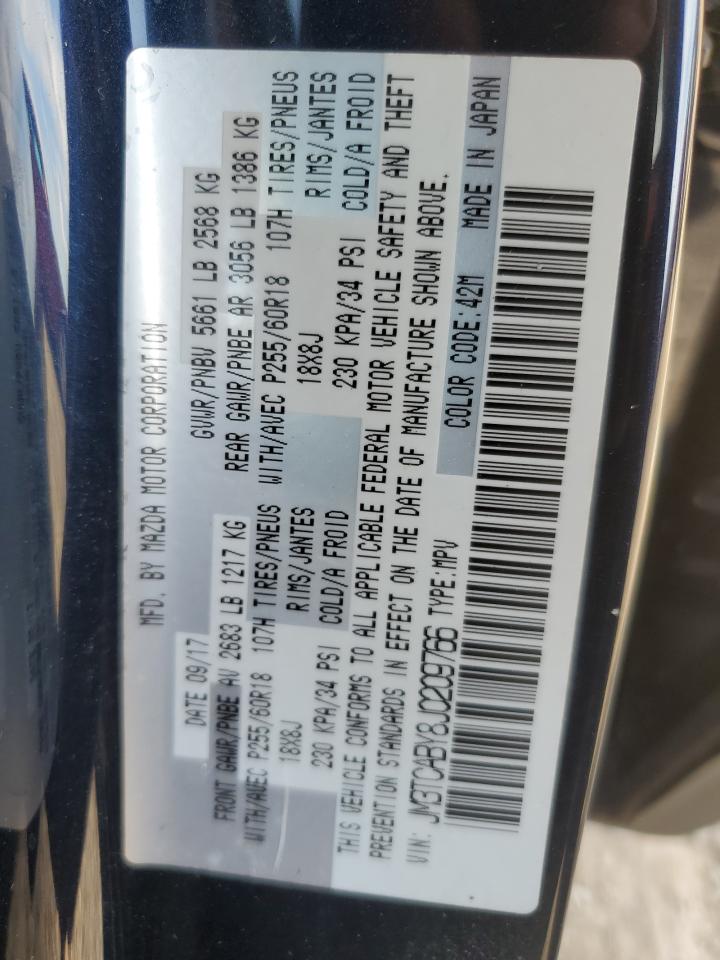 MFD. BY MAZDA MOTOR CORPORATION
DATE 09/17 GVWR/PNBV 5661 LB 2568 KG
FRONT GAWR/PNBE AV 2683 LB 1217 KG REAR GAWR/PNBE AR 3056 LB 1386 KG
WITH/AVEC P255/60R18 107H TIRES/PNEUS WITH/AVEC P255/60R18 107H TIRES/PNEUS
18X8J RIMS/JANTES 18X8J RIMS/JANTES
230 KPA/34 PSI COLD/A FROID 230 KPA/34 PSI COLD/A FROID
THIS VEHICLE CONFORMS TO ALL APPLICABLE FEDERAL MOTOR VEHICLE SAFETY AND THEFT
PREVENTION STANDARDS IN EFFECT ON THE DATE OF MANUFACTURE SHOWN ABOVE.
VIN: JM3TCABY8J0209766 TYPE:MPV COLOR CODE:42M MADE IN JAPAN